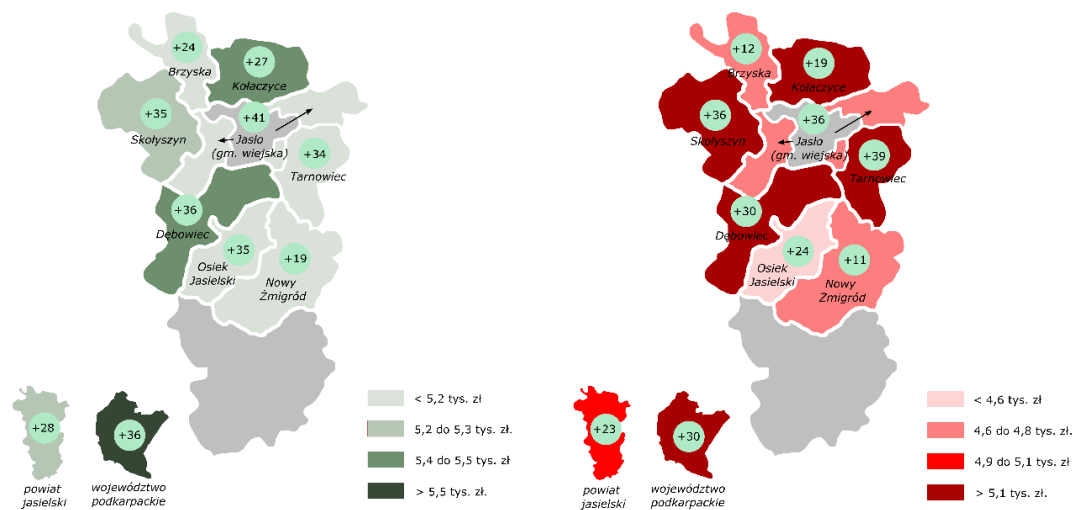 +24
Brzyska
+27
Kołaczyce
+35
Skołyszyn
+41
Jasło
(gm. wiejska)
+34
Tarnowiec
+36
Dębowiec
+35
Osiek
Jasielski
+19
Nowy
Żmigród
+28
powiat
jasielski
+36
województwo
podkarpackie
< 5,2 tys. zł
5,2 do 5,3 tys. zł.
5,4 do 5,5 tys. zł
> 5,5 tys. zł.
+12
Brzyska
+19
Kołaczyce
+36
Skołyszyn
+36
Jasło
(gm. wiejska)
+39
Tarnowiec
+30
Dębowiec
+24
Osiek
Jasielski
+11
Nowy
Żmigród
+23
powiat
jasielski
+30
województwo
podkarpackie
< 4,6 tys. zł
4,6 do 4,8 tys. zł.
4,9 do 5,1 tys. zł
> 5,1 tys. zł.